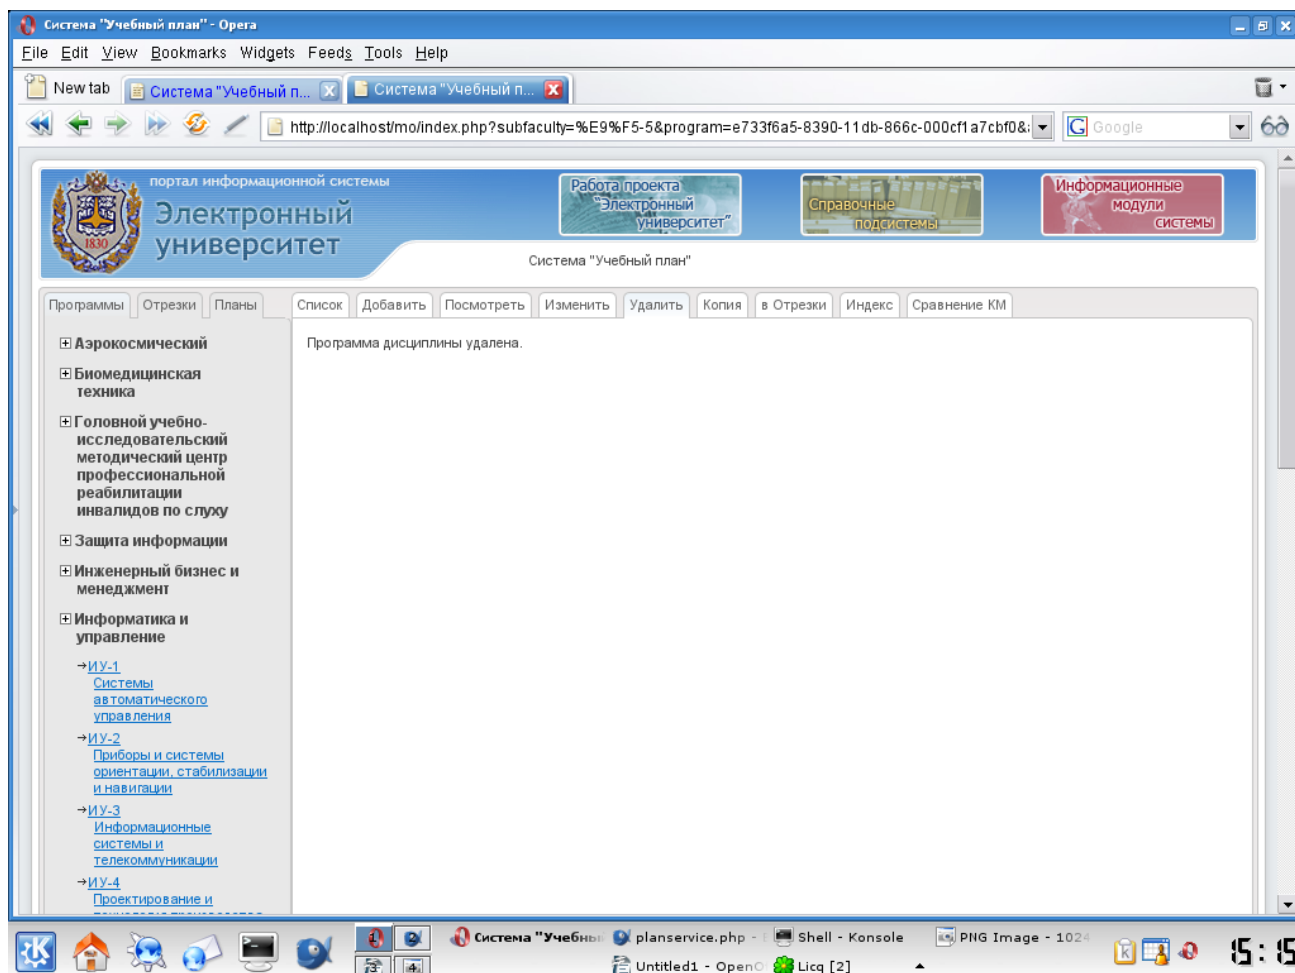 Система "Учебный план" - Opera
File Edit View Bookmarks Widgets Feeds Tools Help
New tab Система "Учебный п... Система "Учебный п...
http://localhost/mo/index.php?subfaculty=%E9%F5-5&program=e733f6a5-8390-11db-866c-000cf1a7cbf0& Google
портал информационной системы
Электронный
университет
1830
Работа проекта
"Электронный
университет"
Справочные
подсистемы
Информационные
модули
системы
Система "Учебный план"
Программы Отрезки Планы Список Добавить Посмотреть Изменить Удалить Копия в Отрезки Индекс Сравнение КМ
Программа дисциплины удалена.
Аэрокосмический
Биомедицинская
техника
Головной учебно-
исследовательский
методический центр
профессиональной
реабилитации
инвалидов по слуху
Защита информации
Инженерный бизнес и
менеджмент
Информатика и
управление
→ИУ-1
Системы
автоматического
управления
→ИУ-2
Приборы и системы
ориентации, стабилизации
и навигации
→ИУ-3
Информационные
системы и
телекоммуникации
→ИУ-4
Проектирование и
Система "Учебны planservice.php - Shell - Konsole PNG Image - 1024
Untitled1 - OpenO Licq [2]
15:15